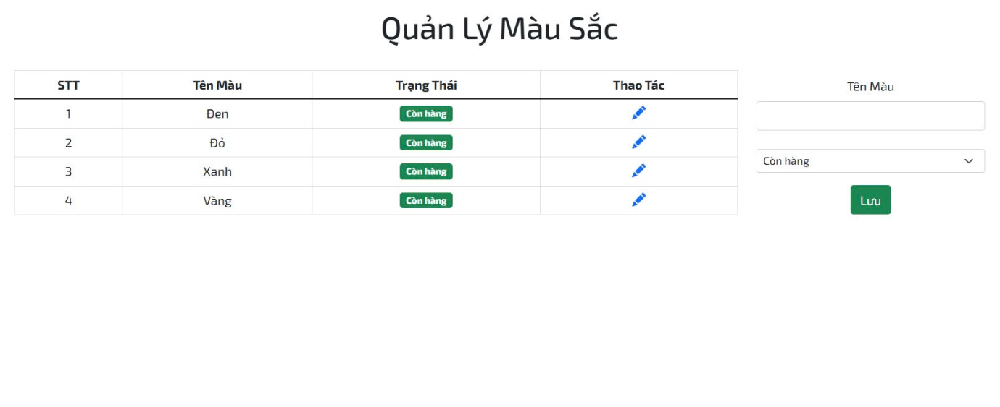 Quản Lý Màu Sắc
STT Tên Màu Trạng Thái Thao Tác
1 Đen Còn hàng
2 Đỏ Còn hàng
3 Xanh Còn hàng
4 Vàng Còn hàng
Tên Màu
Còn hàng
Lưu